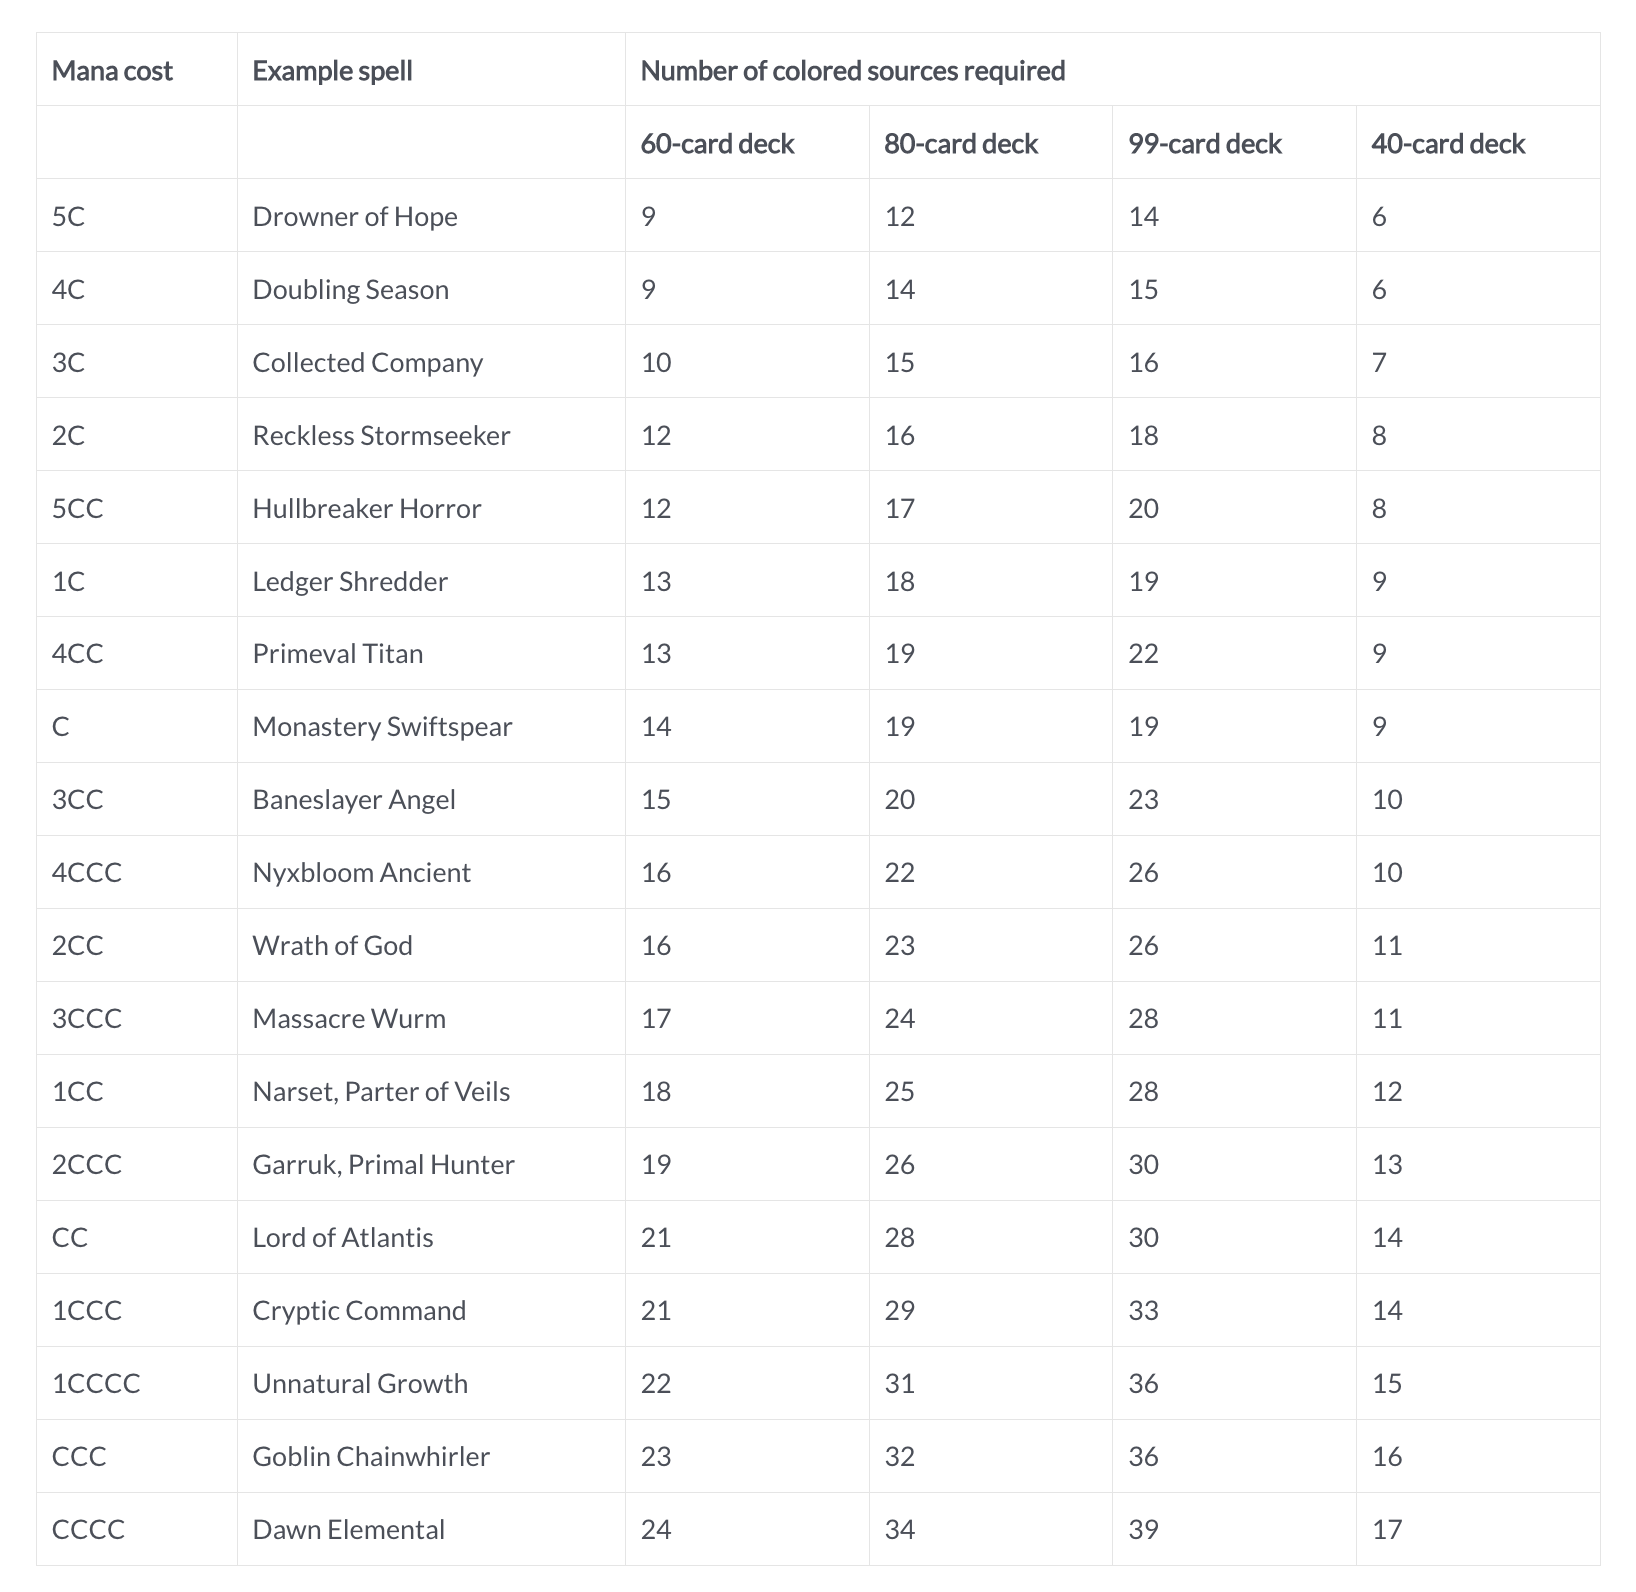 Mana cost Example spell Number of colored sources required
60-card deck 80-card deck 99-card deck 40-card deck
5C Drowner of Hope 9 12 14 6
4C Doubling Season 9 14 15 6
3C Collected Company 10 15 16 7
2C Reckless Stormseeker 12 16 18 8
5CC Hullbreaker Horror 12 17 20 8
1C Ledger Shredder 13 18 19 9
4CC Primeval Titan 13 19 22 9
C Monastery Swiftspear 14 19 19 9
3CC Baneslayer Angel 15 20 23 10
4CCC Nyxbloom Ancient 16 22 26 10
2CC Wrath of God 16 23 26 11
3CCC Massacre Wurm 17 24 28 11
1CC Narset, Parter of Veils 18 25 28 12
2CCC Garruk, Primal Hunter 19 26 30 13
CC Lord of Atlantis 21 28 30 14
1CCC Cryptic Command 21 29 33 14
1CCCC Unnatural Growth 22 31 36 15
CCC Goblin Chainwhirler 23 32 36 16
CCCC Dawn Elemental 24 34 39 17